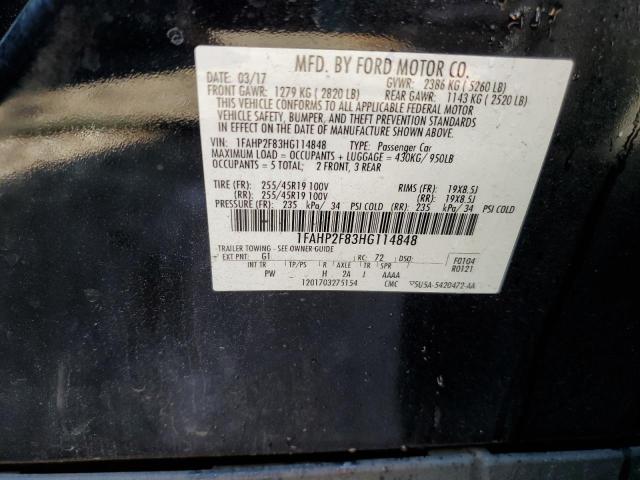 MFD. BY FORD MOTOR CO.
DATE: 03/17 GVWR: 2386 KG (5260 LB)
FRONT GAWR: 1279 KG (2820 LB) REAR GAWR: 1143 KG (2520 LB)
THIS VEHICLE CONFORMS TO ALL APPLICABLE FEDERAL MOTOR
VEHICLE SAFETY, BUMPER, AND THEFT PREVENTION STANDARDS
IN EFFECT ON THE DATE OF MANUFACTURE SHOWN ABOVE.
VIN: 1FAHP2F83HG114848 TYPE: Passenger Car
MAXIMUM LOAD = OCCUPANTS + LUGGAGE = 430KG/950LB
OCCUPANTS = 5 TOTAL; 2 FRONT, 3 REAR
TIRE (FR): 255/45R19 100V RIMS (FR): 19X8.5J
(RR): 255/45R19 100V (RR): 19X8.5J
PRESSURE (FR): 235 kPa/ 34 PSI COLD (RR): 235 kPa/ 34 PSI COLD
1FAHP2F83HG114848
TRAILER TOWING - SEE OWNER GUIDE
EXT PNT: G1 RC: 72 DSO: F0104
INT TR TP/PS R AXLE TR SPR R0121
PW H 2A J AAAA
1201703275154 CMC ▽5U5A-5420472-AA